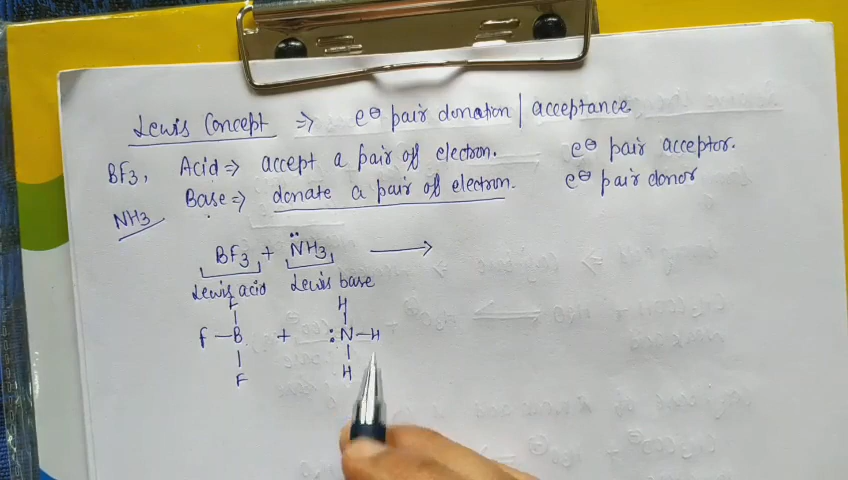 Lewis Concept ⇒ e⊖ pair donation | acceptance
BF3, Acid ⇒ accept a pair of electron. e⊖ pair acceptor.
NH3 Base ⇒ donate a pair of electron. e⊖ pair donor
BF3 + N̈H3 ⟶
Lewis acid Lewis base
F H
F—B + :N—H
F H